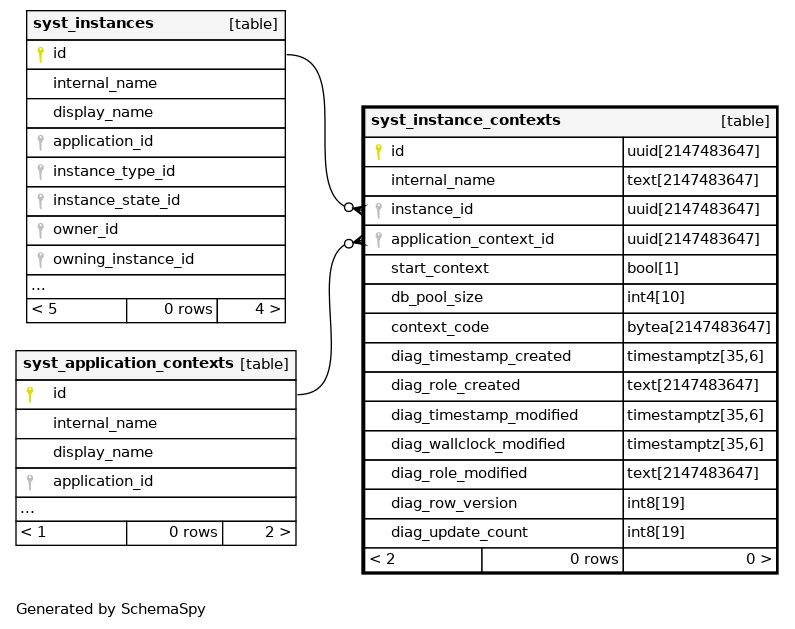 syst_instances [table]
id
internal_name
display_name
application_id
instance_type_id
instance_state_id
owner_id
owning_instance_id
...
< 5 0 rows 4 >
syst_application_contexts [table]
id
internal_name
display_name
application_id
...
< 1 0 rows 2 >
syst_instance_contexts [table]
id uuid[2147483647]
internal_name text[2147483647]
instance_id uuid[2147483647]
application_context_id uuid[2147483647]
start_context bool[1]
db_pool_size int4[10]
context_code bytea[2147483647]
diag_timestamp_created timestamptz[35,6]
diag_role_created text[2147483647]
diag_timestamp_modified timestamptz[35,6]
diag_wallclock_modified timestamptz[35,6]
diag_role_modified text[2147483647]
diag_row_version int8[19]
diag_update_count int8[19]
< 2 0 rows 0 >
Generated by SchemaSpy